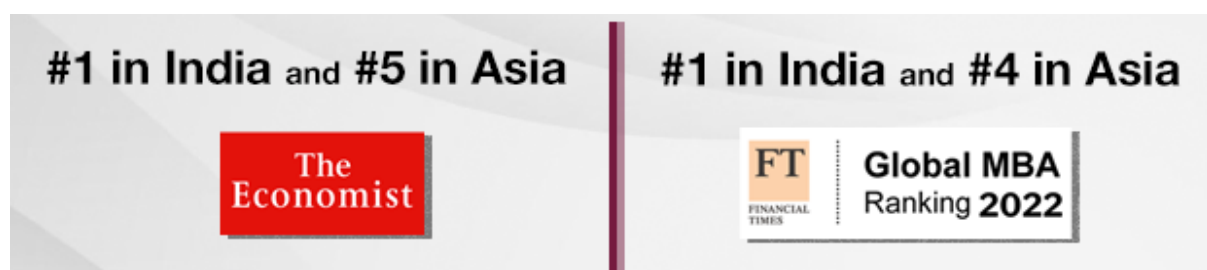 #1 in India and #5 in Asia
The
Economist
#1 in India and #4 in Asia
FT
FINANCIAL
TIMES
Global MBA
Ranking 2022